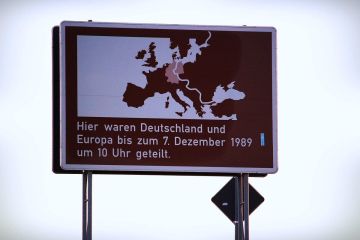 Hier waren Deutschland und
Europa bis zum 7. Dezember 1989
um 10 Uhr geteilt.